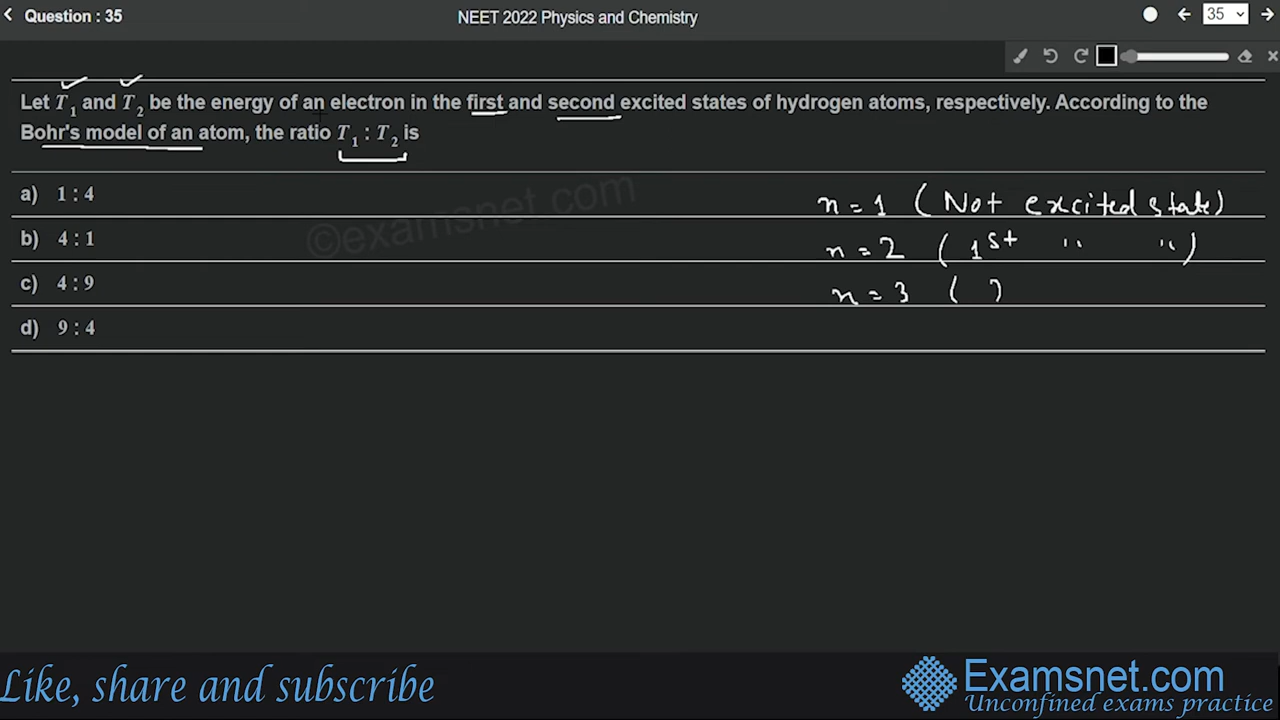 Question : 35
NEET 2022 Physics and Chemistry
35
Let T1 and T2 be the energy of an electron in the first and second excited states of hydrogen atoms, respectively. According to the
Bohr's model of an atom, the ratio T1 : T2 is
a) 1 : 4
b) 4 : 1
c) 4 : 9
d) 9 : 4
n = 1 ( Not excited state)
n = 2 ( 1st " " )
n = 3 ( )
©examsnet.com
Like, share and subscribe
Examsnet.com
Unconfined exams practice